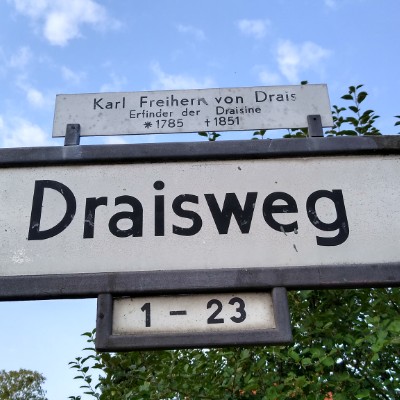 Karl Freiherr von Drais
Erfinder der Draisine
*1785 †1851
Draisweg
1 – 23